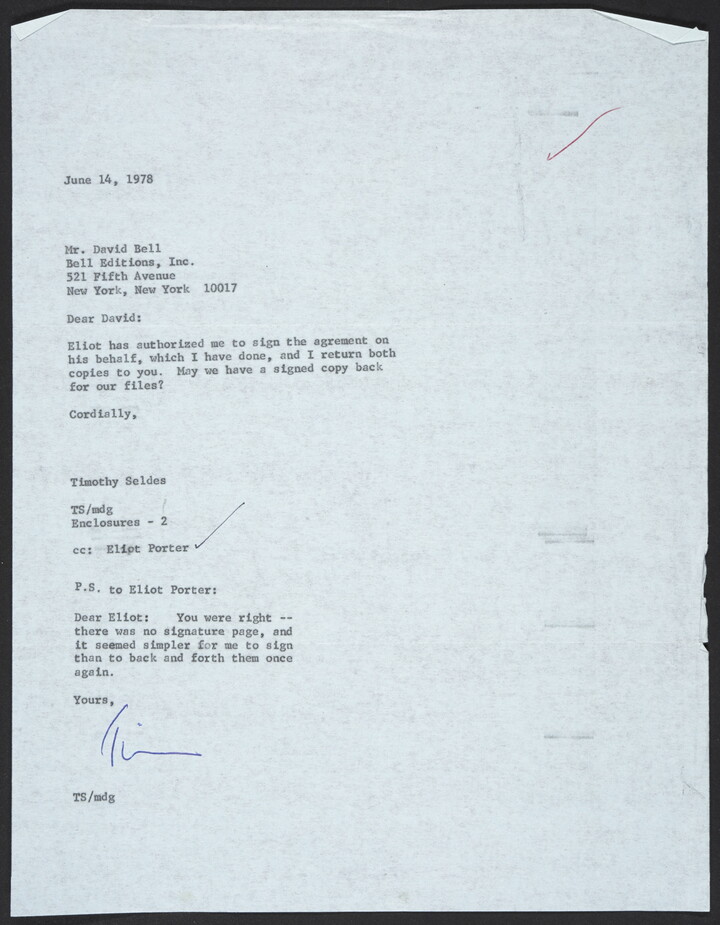 June 14, 1978
Mr. David Bell
Bell Editions, Inc.
521 Fifth Avenue
New York, New York 10017
Dear David:
Eliot has authorized me to sign the agrement on
his behalf, which I have done, and I return both
copies to you. May we have a signed copy back
for our files?
Cordially,
Timothy Seldes
TS/mdg
Enclosures - 2
cc: Eliot Porter
P.S. to Eliot Porter:
Dear Eliot: You were right --
there was no signature page, and
it seemed simpler for me to sign
than to back and forth them once
again.
Yours,
Tim
TS/mdg